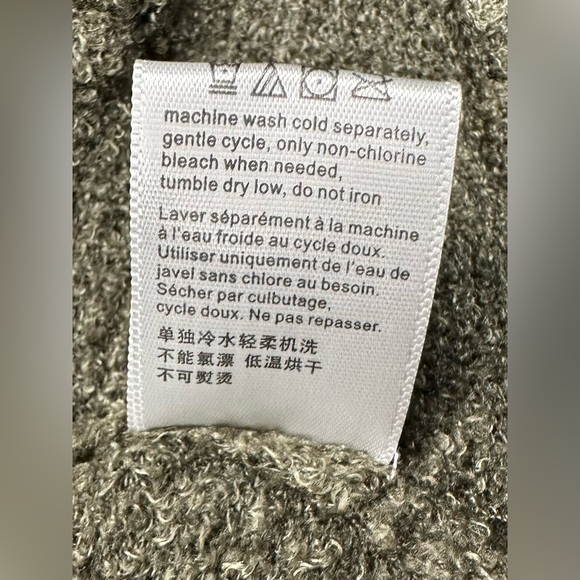 machine wash cold separately,
gentle cycle, only non-chlorine
bleach when needed,
tumble dry low, do not iron
Laver séparément à la machine
à l'eau froide au cycle doux.
Utiliser uniquement de l'eau de
javel sans chlore au besoin.
Sécher par culbutage,
cycle doux. Ne pas repasser.
单独冷水轻柔机洗
不能氯漂 低温烘干
不可熨烫